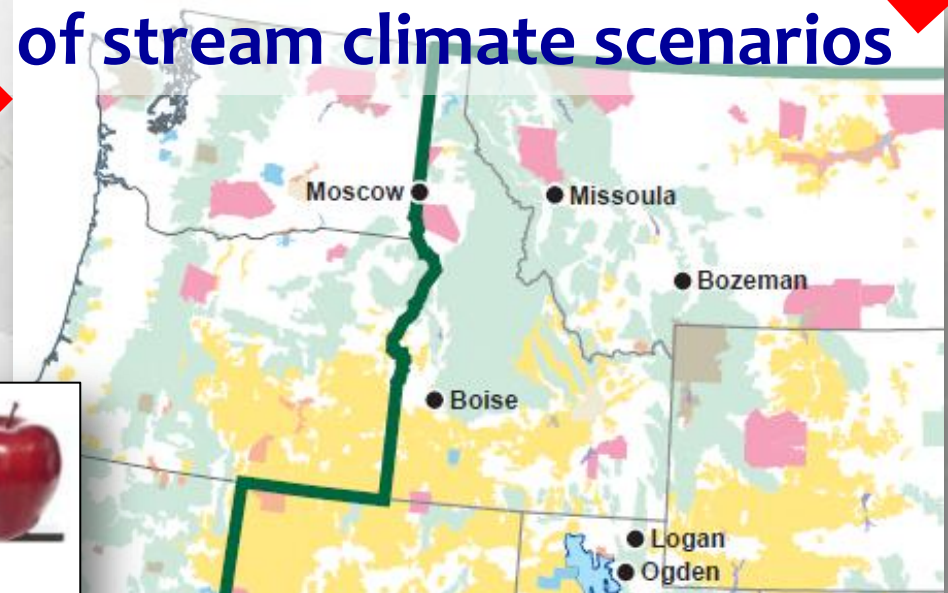 of stream climate scenarios
Moscow
Missoula
Bozeman
Boise
Logan
Ogden